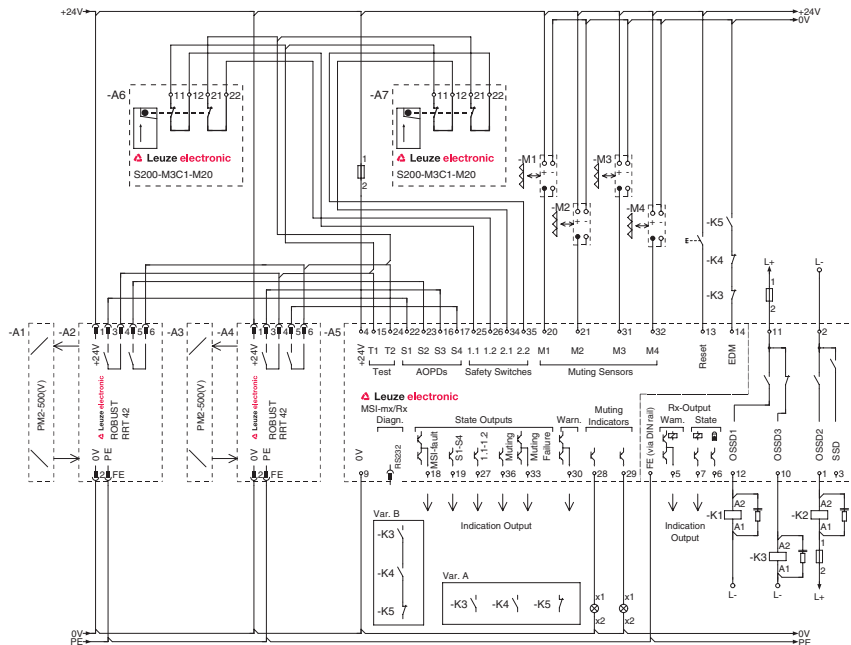 +24V
+24V
0V
-A6
11 12 21 22
Leuze electronic
S200-M3C1-M20
-A7
11 12 21 22
Leuze electronic
S200-M3C1-M20
1
2
-M1
+ -
-M2
+ -
-M3
+ -
-M4
+ -
-K5
E
-K4
-K3
L+
L-
1
2
-A1
-A2
1 3 4 5 6
-A3
-A4
1 3 4 5 6
-A5
4 15 24 22 23 16 17 25 26 34 35 20 21 31 32 13 14 11 2
PM2-500(V)
+24V
Leuze electronic
ROBUST
RRT 42
0V
PE
2 FE
PM2-500(V)
+24V
Leuze electronic
ROBUST
RRT 42
0V
PE
2 FE
+24V
T1 T2 S1 S2 S3 S4 1.1 1.2 2.1 2.2 M1 M2 M3 M4
Test AOPDs Safety Switches Muting Sensors
Reset
EDM
Leuze electronic
MSI-mx/Rx
Diagn.
State Outputs
Warn.
Muting
Indicators
Rx-Output
Warn. State
0V
RS232
MSI-fault
S1-S4
1.1-1.2
Muting
Muting
Failure
FE (via DIN rail)
OSSD1
OSSD3
OSSD2
SSD
9 18 19 27 36 33 30 28 29 5 7 6 12 10 1 3
Indication Output
Indication
Output
-K1
A2
A1
L-
-K3
A2
A1
L-
-K2
A2
A1
1
2
L+
Var. B
-K3
-K4
-K5
Var. A
-K3 -K4 -K5
x1
x2
x1
x2
0V
PE
0V
PE